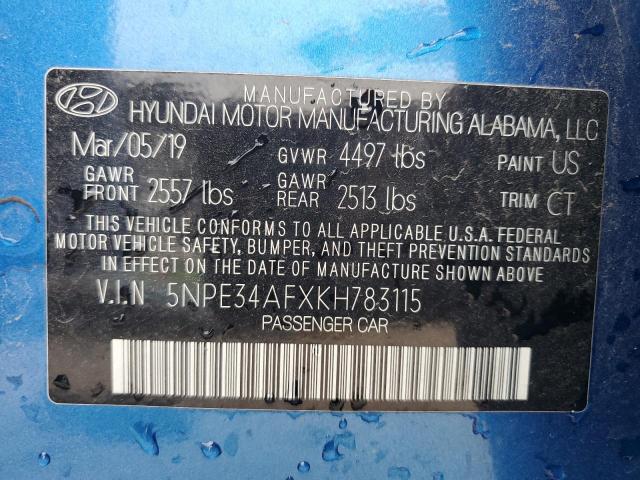 MANUFACTURED BY
HYUNDAI MOTOR MANUFACTURING ALABAMA, LLC
Mar/05/19 GVWR 4497 lbs PAINT US
GAWR FRONT 2557 lbs GAWR REAR 2513 lbs TRIM CT
THIS VEHICLE CONFORMS TO ALL APPLICABLE U.S.A. FEDERAL
MOTOR VEHICLE SAFETY, BUMPER, AND THEFT PREVENTION STANDARDS
IN EFFECT ON THE DATE OF MANUFACTURE SHOWN ABOVE.
V.I.N 5NPE34AFXKH783115
PASSENGER CAR